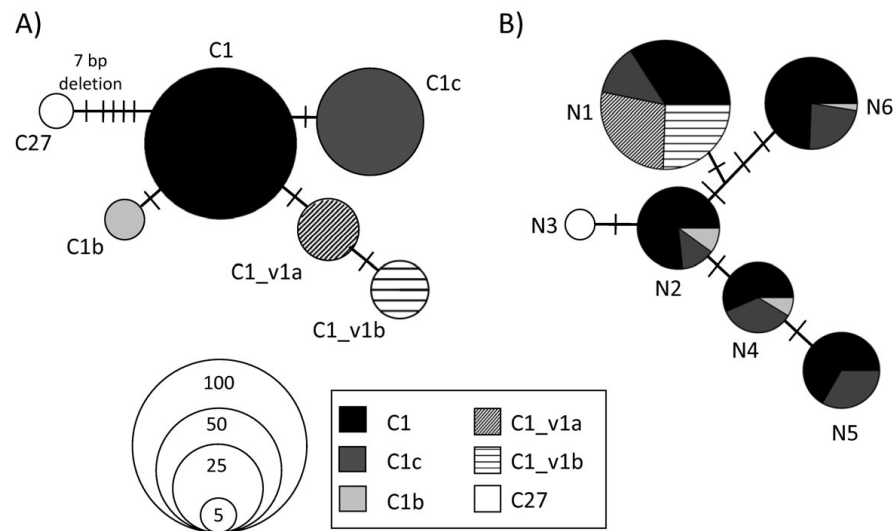 A)
7 bp
deletion
C1
C1c
C27
C1b
C1_v1a
C1_v1b
B)
N1
N6
N3
N2
N4
N5
100
50
25
5
C1
C1_v1a
C1c
C1_v1b
C1b
C27